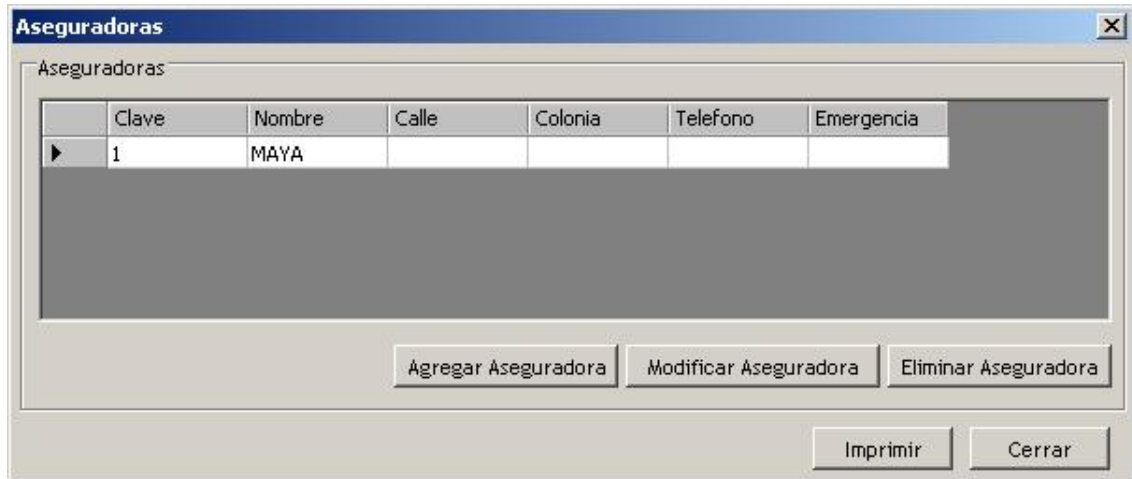 Aseguradoras
Aseguradoras
Clave Nombre Calle Colonia Telefono Emergencia
1 MAYA
Agregar Aseguradora Modificar Aseguradora Eliminar Aseguradora
Imprimir Cerrar